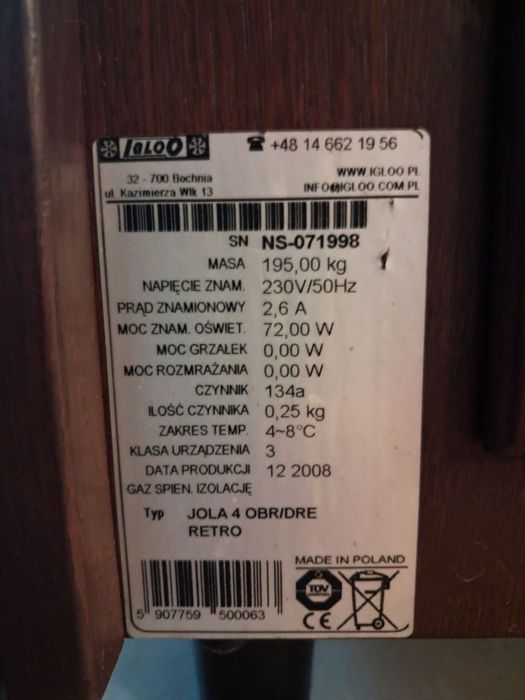 IGLOO
☎ +48 14 662 19 56
32 - 700 Bochnia
ul. Kazimierza Wlk 13
WWW.IGLOO.PL
INFO@IGLOO.COM.PL
SN NS-071998
MASA 195,00 kg
NAPIĘCIE ZNAM. 230V/50Hz
PRĄD ZNAMIONOWY 2,6 A
MOC ZNAM. OŚWIET. 72,00 W
MOC GRZAŁEK 0,00 W
MOC ROZMRAŻANIA 0,00 W
CZYNNIK 134a
ILOŚĆ CZYNNIKA 0,25 kg
ZAKRES TEMP. 4~8°C
KLASA URZĄDZENIA 3
DATA PRODUKCJI 12 2008
GAZ SPIEN. IZOLACJĘ
Typ JOLA 4 OBR/DRE
RETRO
MADE IN POLAND
TÜV
CE
5 907759 500063